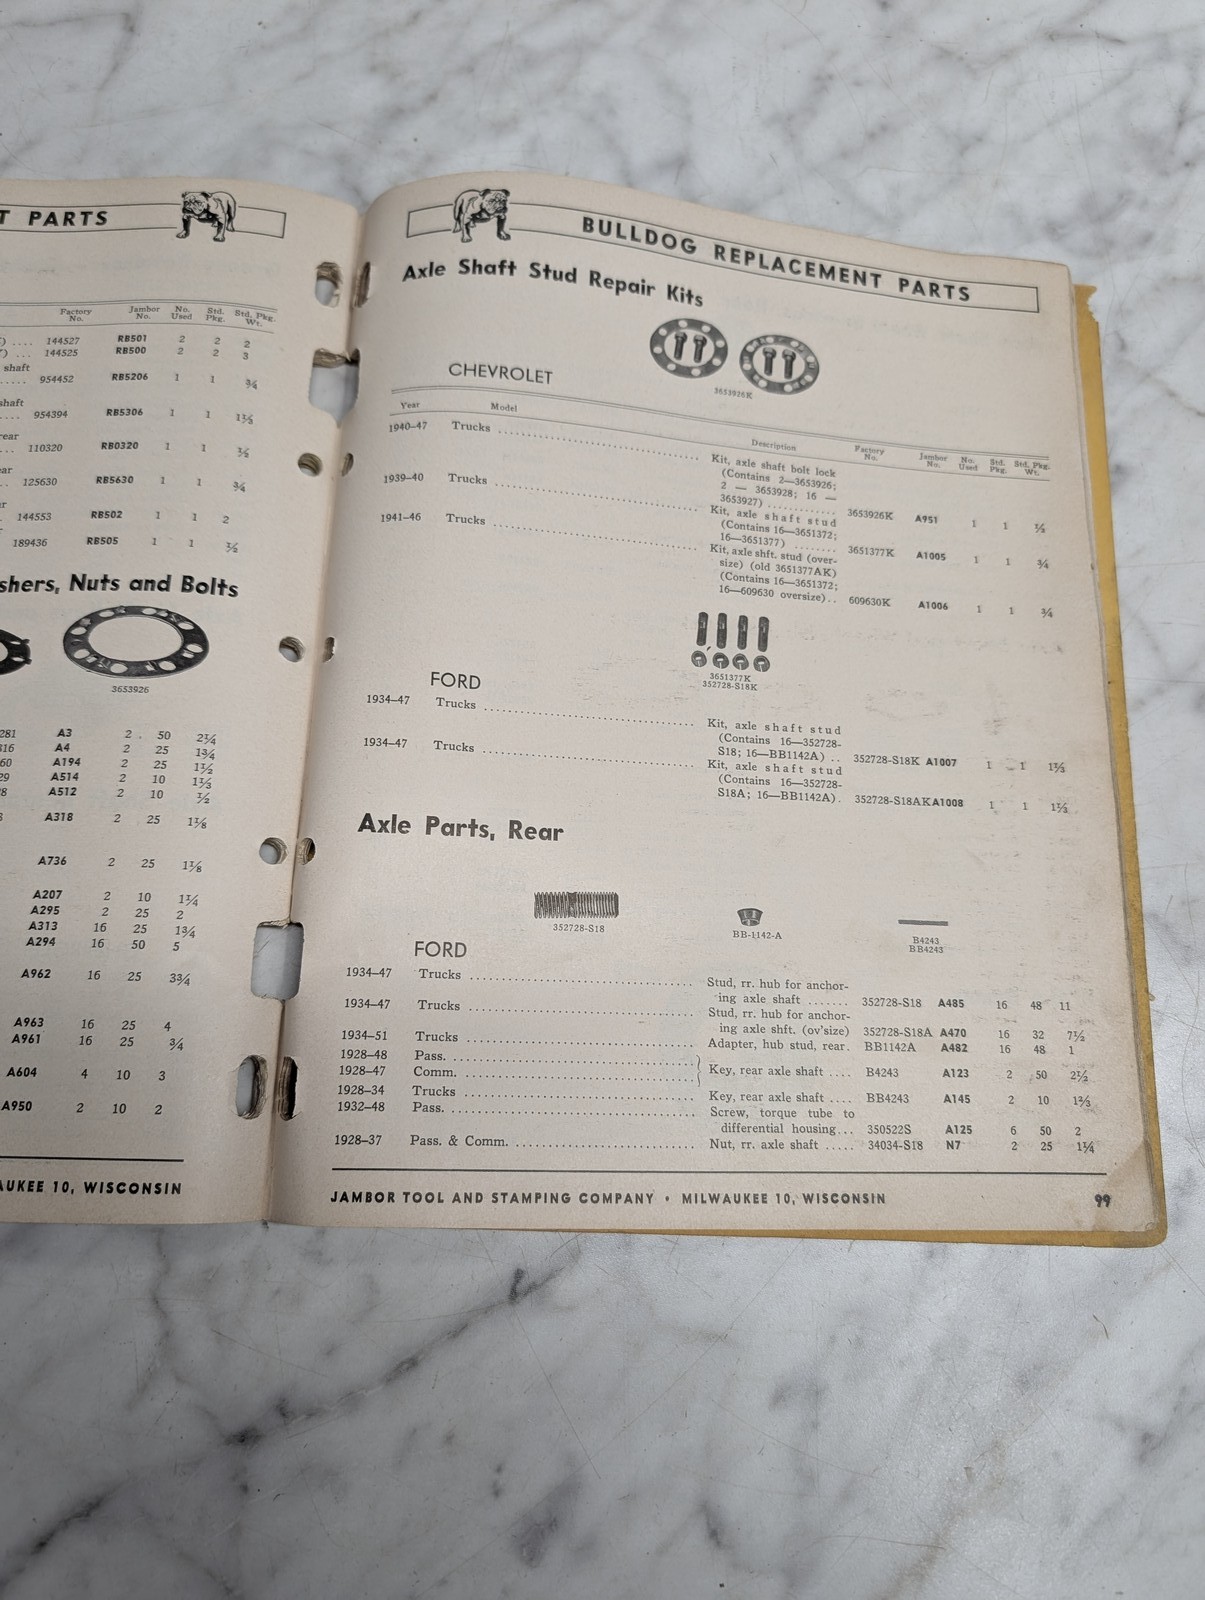 T PARTS
Factory No. Jambor No. No. Used Std. Pkg. Std. Pkg. Wt.
.... 144527 RB501 2 2 2
... 144525 RB500 2 2 3
shaft
.... 954452 RB5206 1 1 ¾
shaft
.... 954394 RB5306 1 1 1⅓
rear
... 110320 RB0320 1 1
125630 RB5630 1 1 ¾
144553 RB502 1 1 2
189436 RB505 1 1
shers, Nuts and Bolts
3653926
281 A3 2 50 2¼
316 A4 2 25 1¾
60 A194 2 25 1½
29 A514 2 10 1⅓
8 A512 2 10 ½
A318 2 25 1⅛
A736 2 25 1⅛
A207 2 10 1¼
A295 2 25 2
A313 16 25 1¾
A294 16 50 5
A962 16 25 3¾
A963 16 25 4
A961 16 25 ¾
A604 4 10 3
A950 2 10 2
AUKEE 10, WISCONSIN
BULLDOG REPLACEMENT PARTS
Axle Shaft Stud Repair Kits
3653926K
CHEVROLET
Year Model Description Factory No. Jambor No. No. Used Std. Pkg. Std. Pkg. Wt.
1940–47 Trucks Kit, axle shaft bolt lock
(Contains 2—3653926;
2 — 3653928; 16 —
3653927) ............ 3653926K A951 1 1
1939–40 Trucks Kit, axle shaft stud
(Contains 16—3651372;
16—3651377) ........ 3651377K A1005 1 1 ¾
1941–46 Trucks Kit, axle shft. stud (over-
size) (old 3651377AK)
(Contains 16—3651372;
16—609630 oversize).. 609630K A1006 1 1 ¾
3651377K
352728-S18K
FORD
1934–47 Trucks Kit, axle shaft stud
(Contains 16—352728-
S18; 16—BB1142A) .. 352728-S18K A1007 1 1 1⅓
1934–47 Trucks Kit, axle shaft stud
(Contains 16—352728-
S18A; 16—BB1142A). 352728-S18AK A1008 1 1 1⅓
Axle Parts, Rear
352728-S18
BB-1142-A
B4243
BB4243
FORD
1934–47 Trucks Stud, rr. hub for anchor-
ing axle shaft ....... 352728-S18 A485 16 48 11
1934–47 Trucks Stud, rr. hub for anchor-
ing axle shft. (ov'size) 352728-S18A A470 16 32 7½
1934–51 Trucks Adapter, hub stud, rear. BB1142A A482 16 48 1
1928–48 Pass.
1928–47 Comm. Key, rear axle shaft .... B4243 A123 2 50 2½
1928–34 Trucks Key, rear axle shaft .... BB4243 A145 2 10 1⅔
1932–48 Pass. Screw, torque tube to
differential housing... 350522S A125 6 50 2
1928–37 Pass. & Comm. Nut, rr. axle shaft ..... 34034-S18 N7 2 25 1¼
JAMBOR TOOL AND STAMPING COMPANY • MILWAUKEE 10, WISCONSIN
99